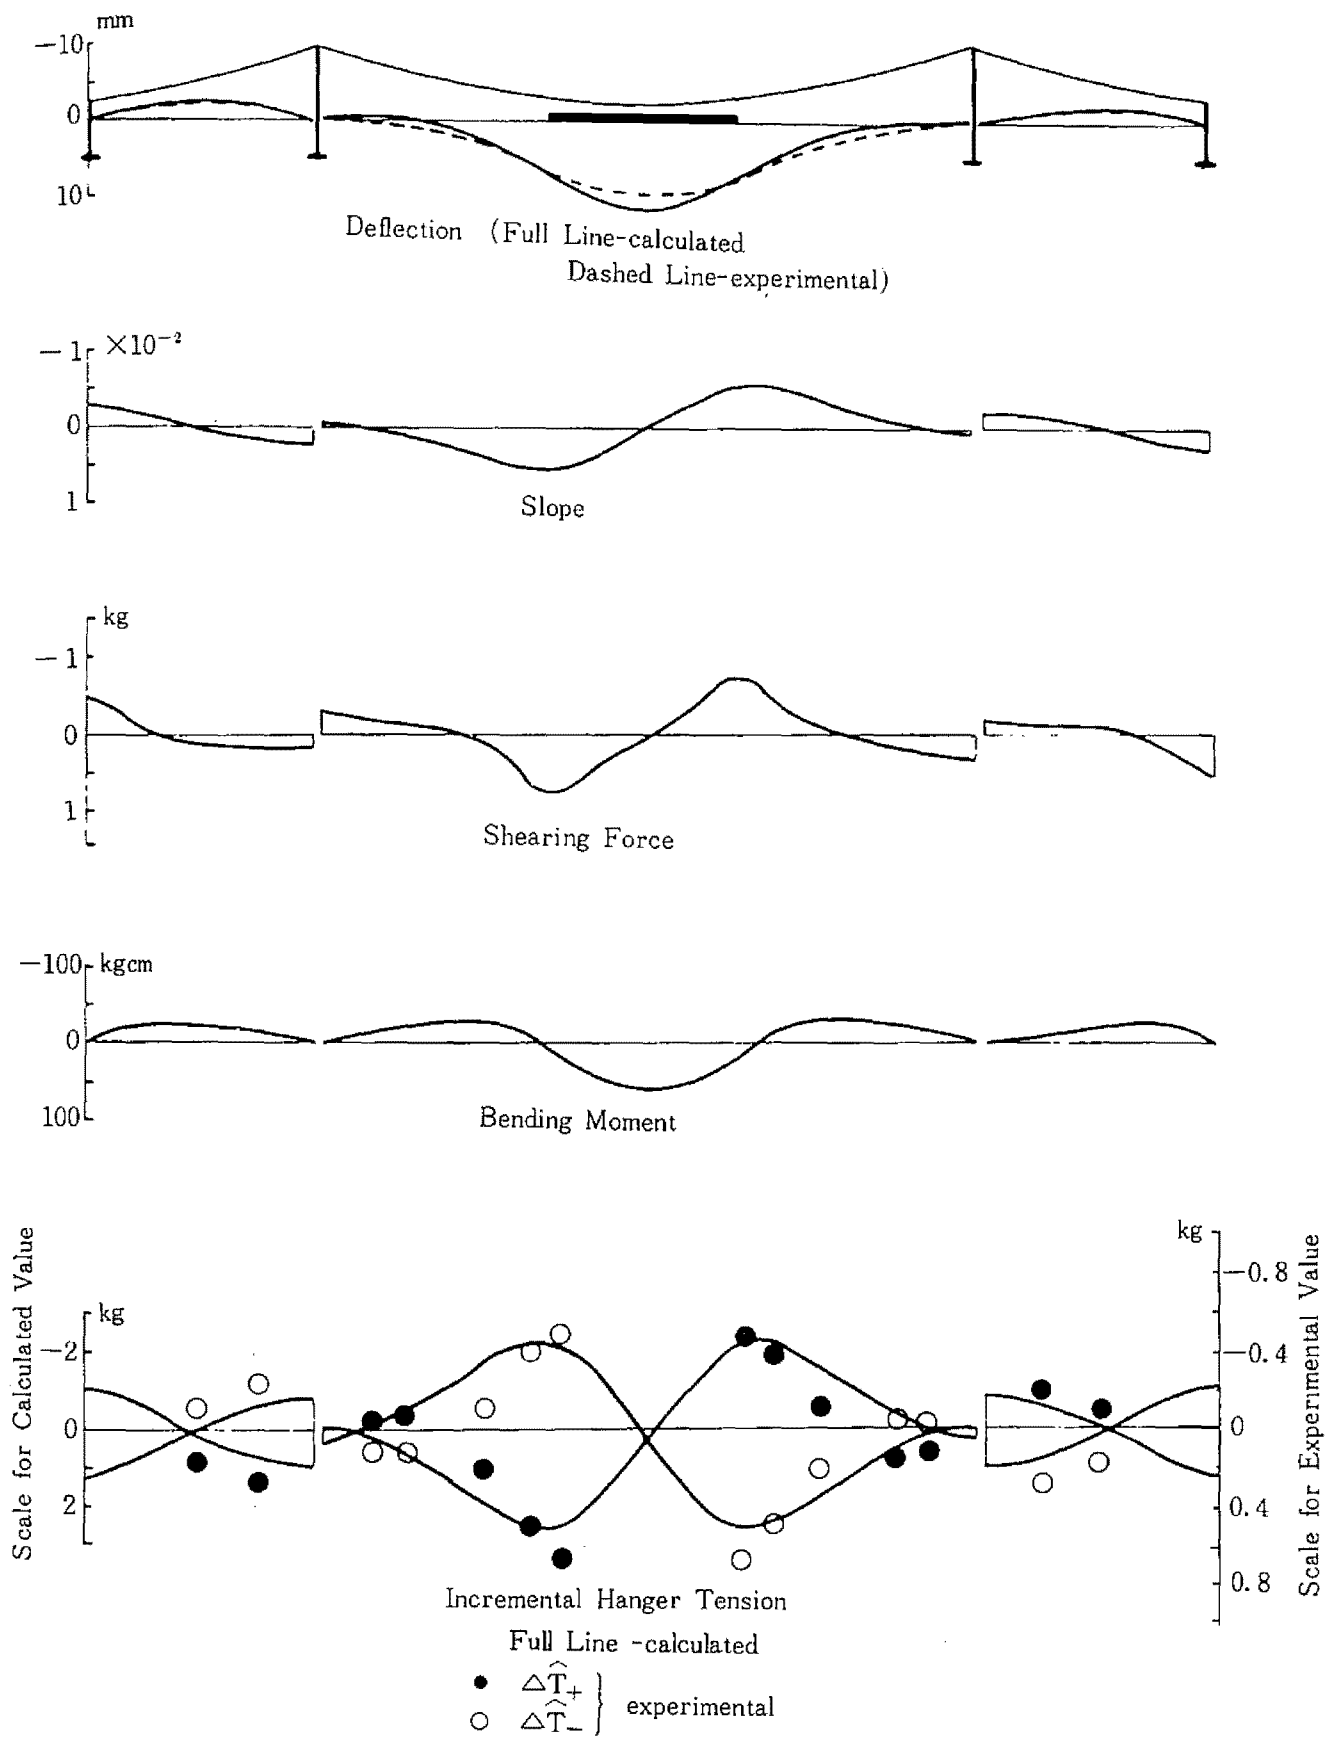 mm
−10
0
10
Deflection (Full Line-calculated
Dashed Line-experimental)
−1 ×10⁻²
0
1
Slope
kg
−1
0
1
Shearing Force
−100 kgcm
0
100
Bending Moment
Scale for Calculated Value
kg
−2
0
2
kg
−0.8
−0.4
0
0.4
0.8
Scale for Experimental Value
Incremental Hanger Tension
Full Line -calculated
● △T̂₊
○ △T̂₋ } experimental